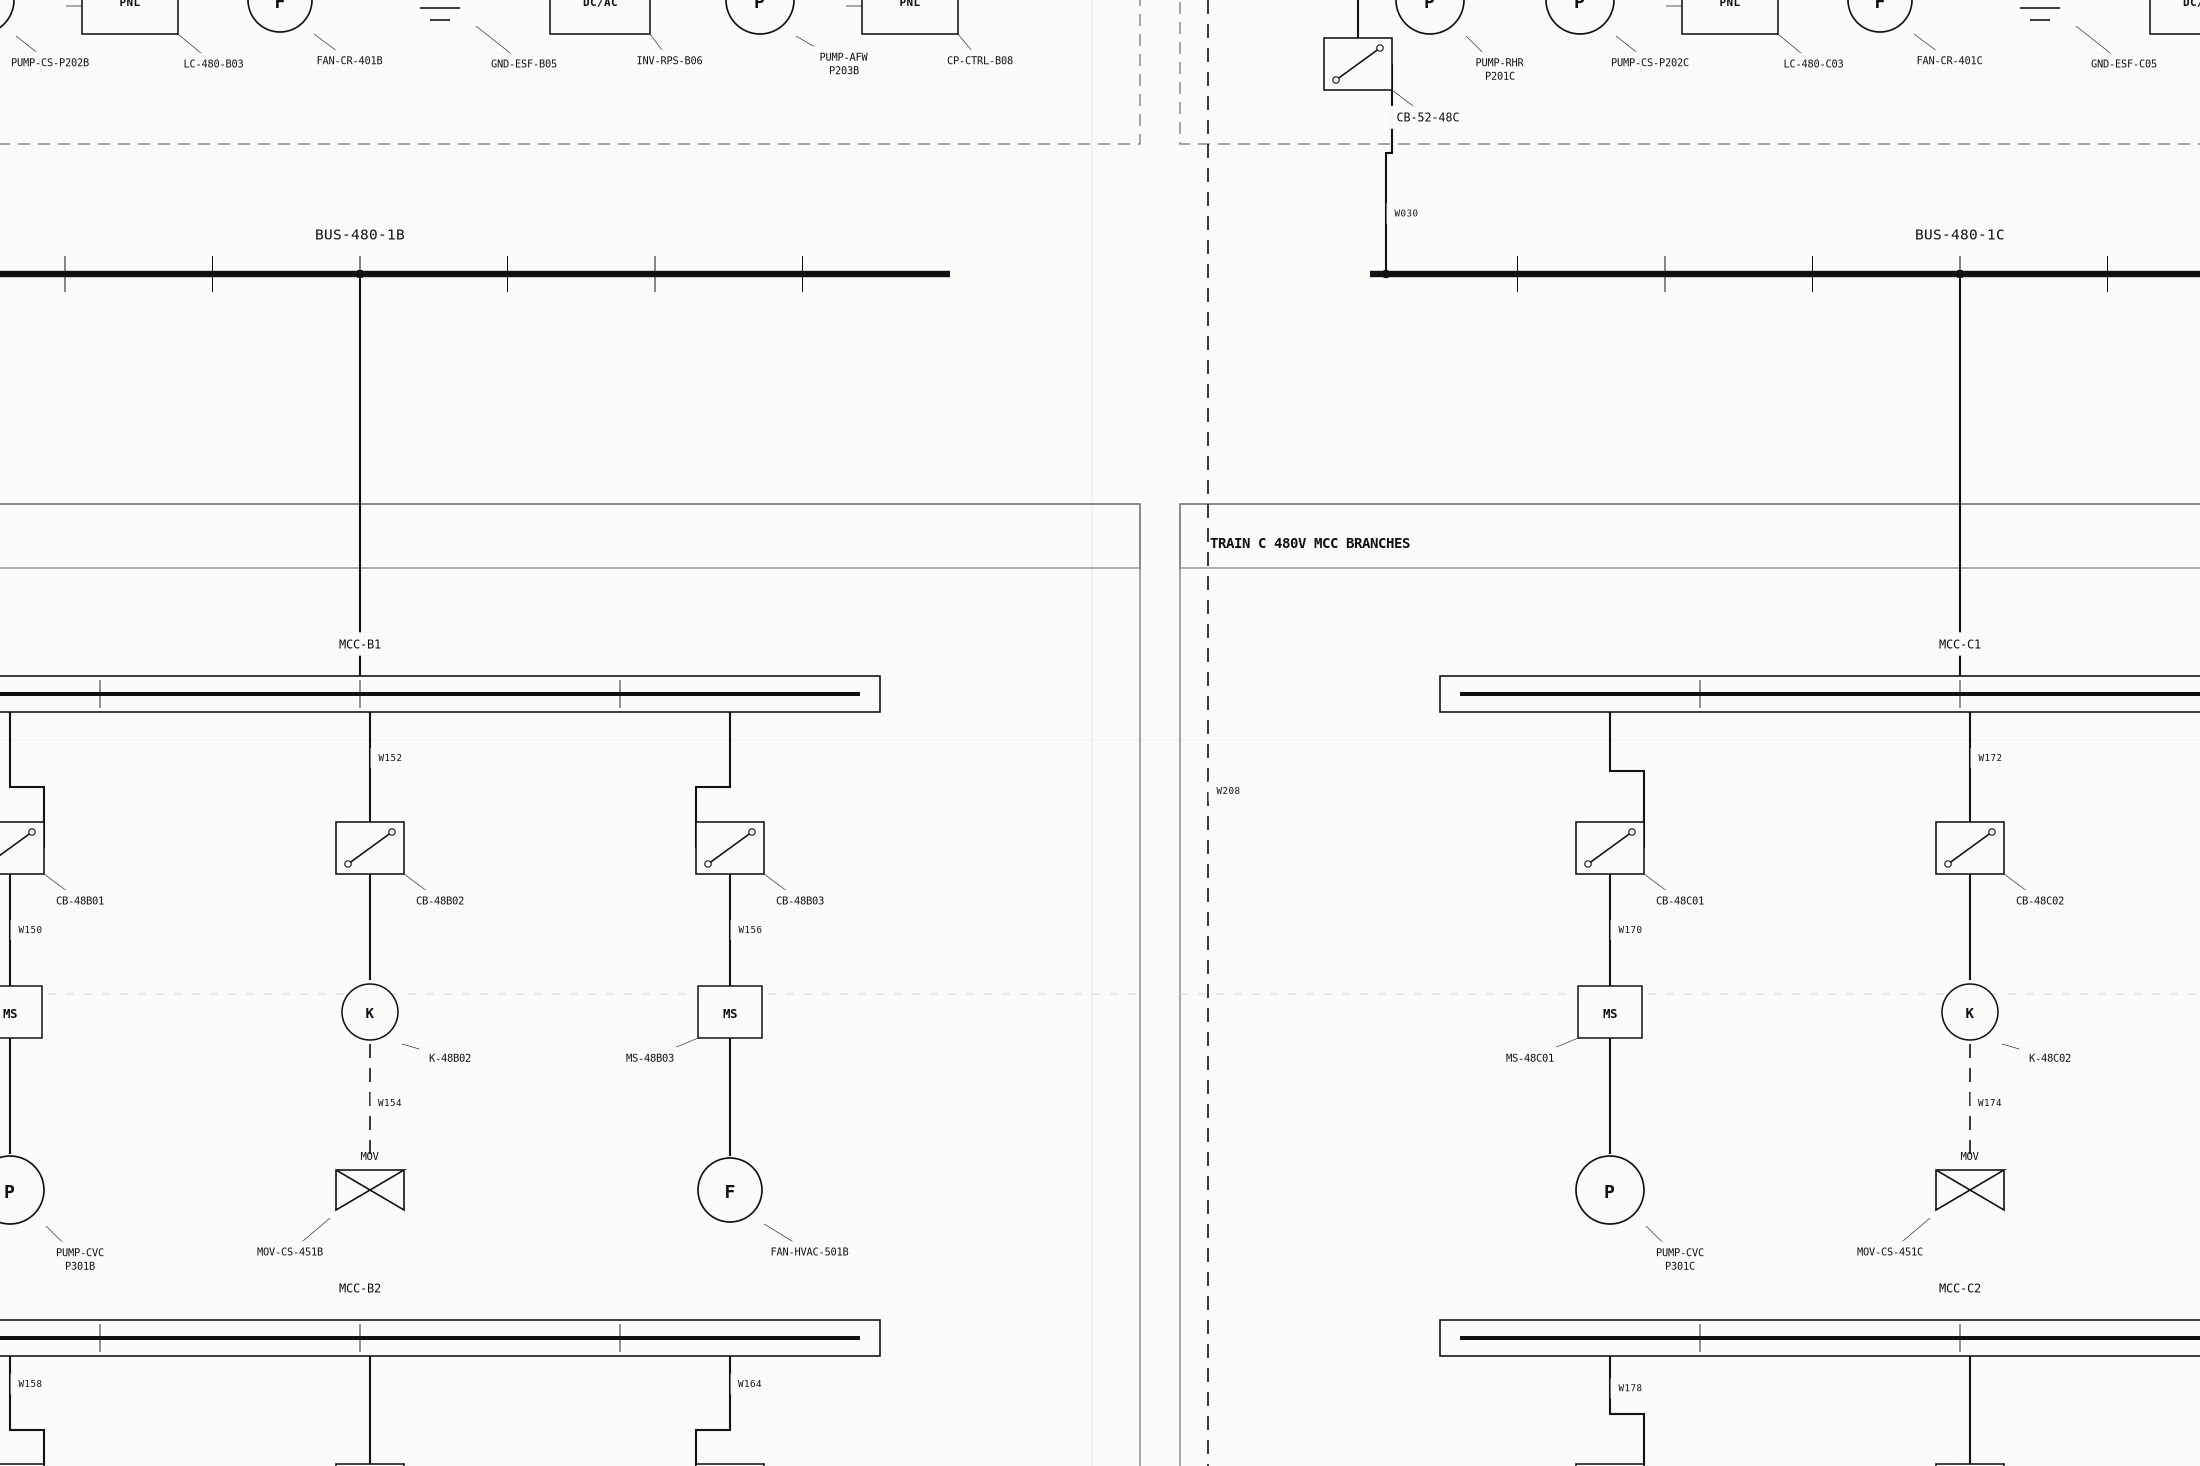 PNL
F
DC/AC
P
PNL
P
P
PNL
F
PUMP-CS-P202B
LC-480-B03
FAN-CR-401B
GND-ESF-B05
INV-RPS-B06
PUMP-AFW
P203B
CP-CTRL-B08
PUMP-RHR
P201C
PUMP-CS-P202C
LC-480-C03
FAN-CR-401C
GND-ESF-C05
CB-52-48C
W030
BUS-480-1B
BUS-480-1C
TRAIN C 480V MCC BRANCHES
MCC-B1
MCC-C1
W152
W172
W208
CB-48B01
CB-48B02
CB-48B03
CB-48C01
CB-48C02
W150
W156
W170
MS
K
MS
MS
K
K-48B02
MS-48B03
MS-48C01
K-48C02
W154
W174
MOV
MOV
P
F
P
PUMP-CVC
P301B
MOV-CS-451B
FAN-HVAC-501B
PUMP-CVC
P301C
MOV-CS-451C
MCC-B2
MCC-C2
W158
W164
W178